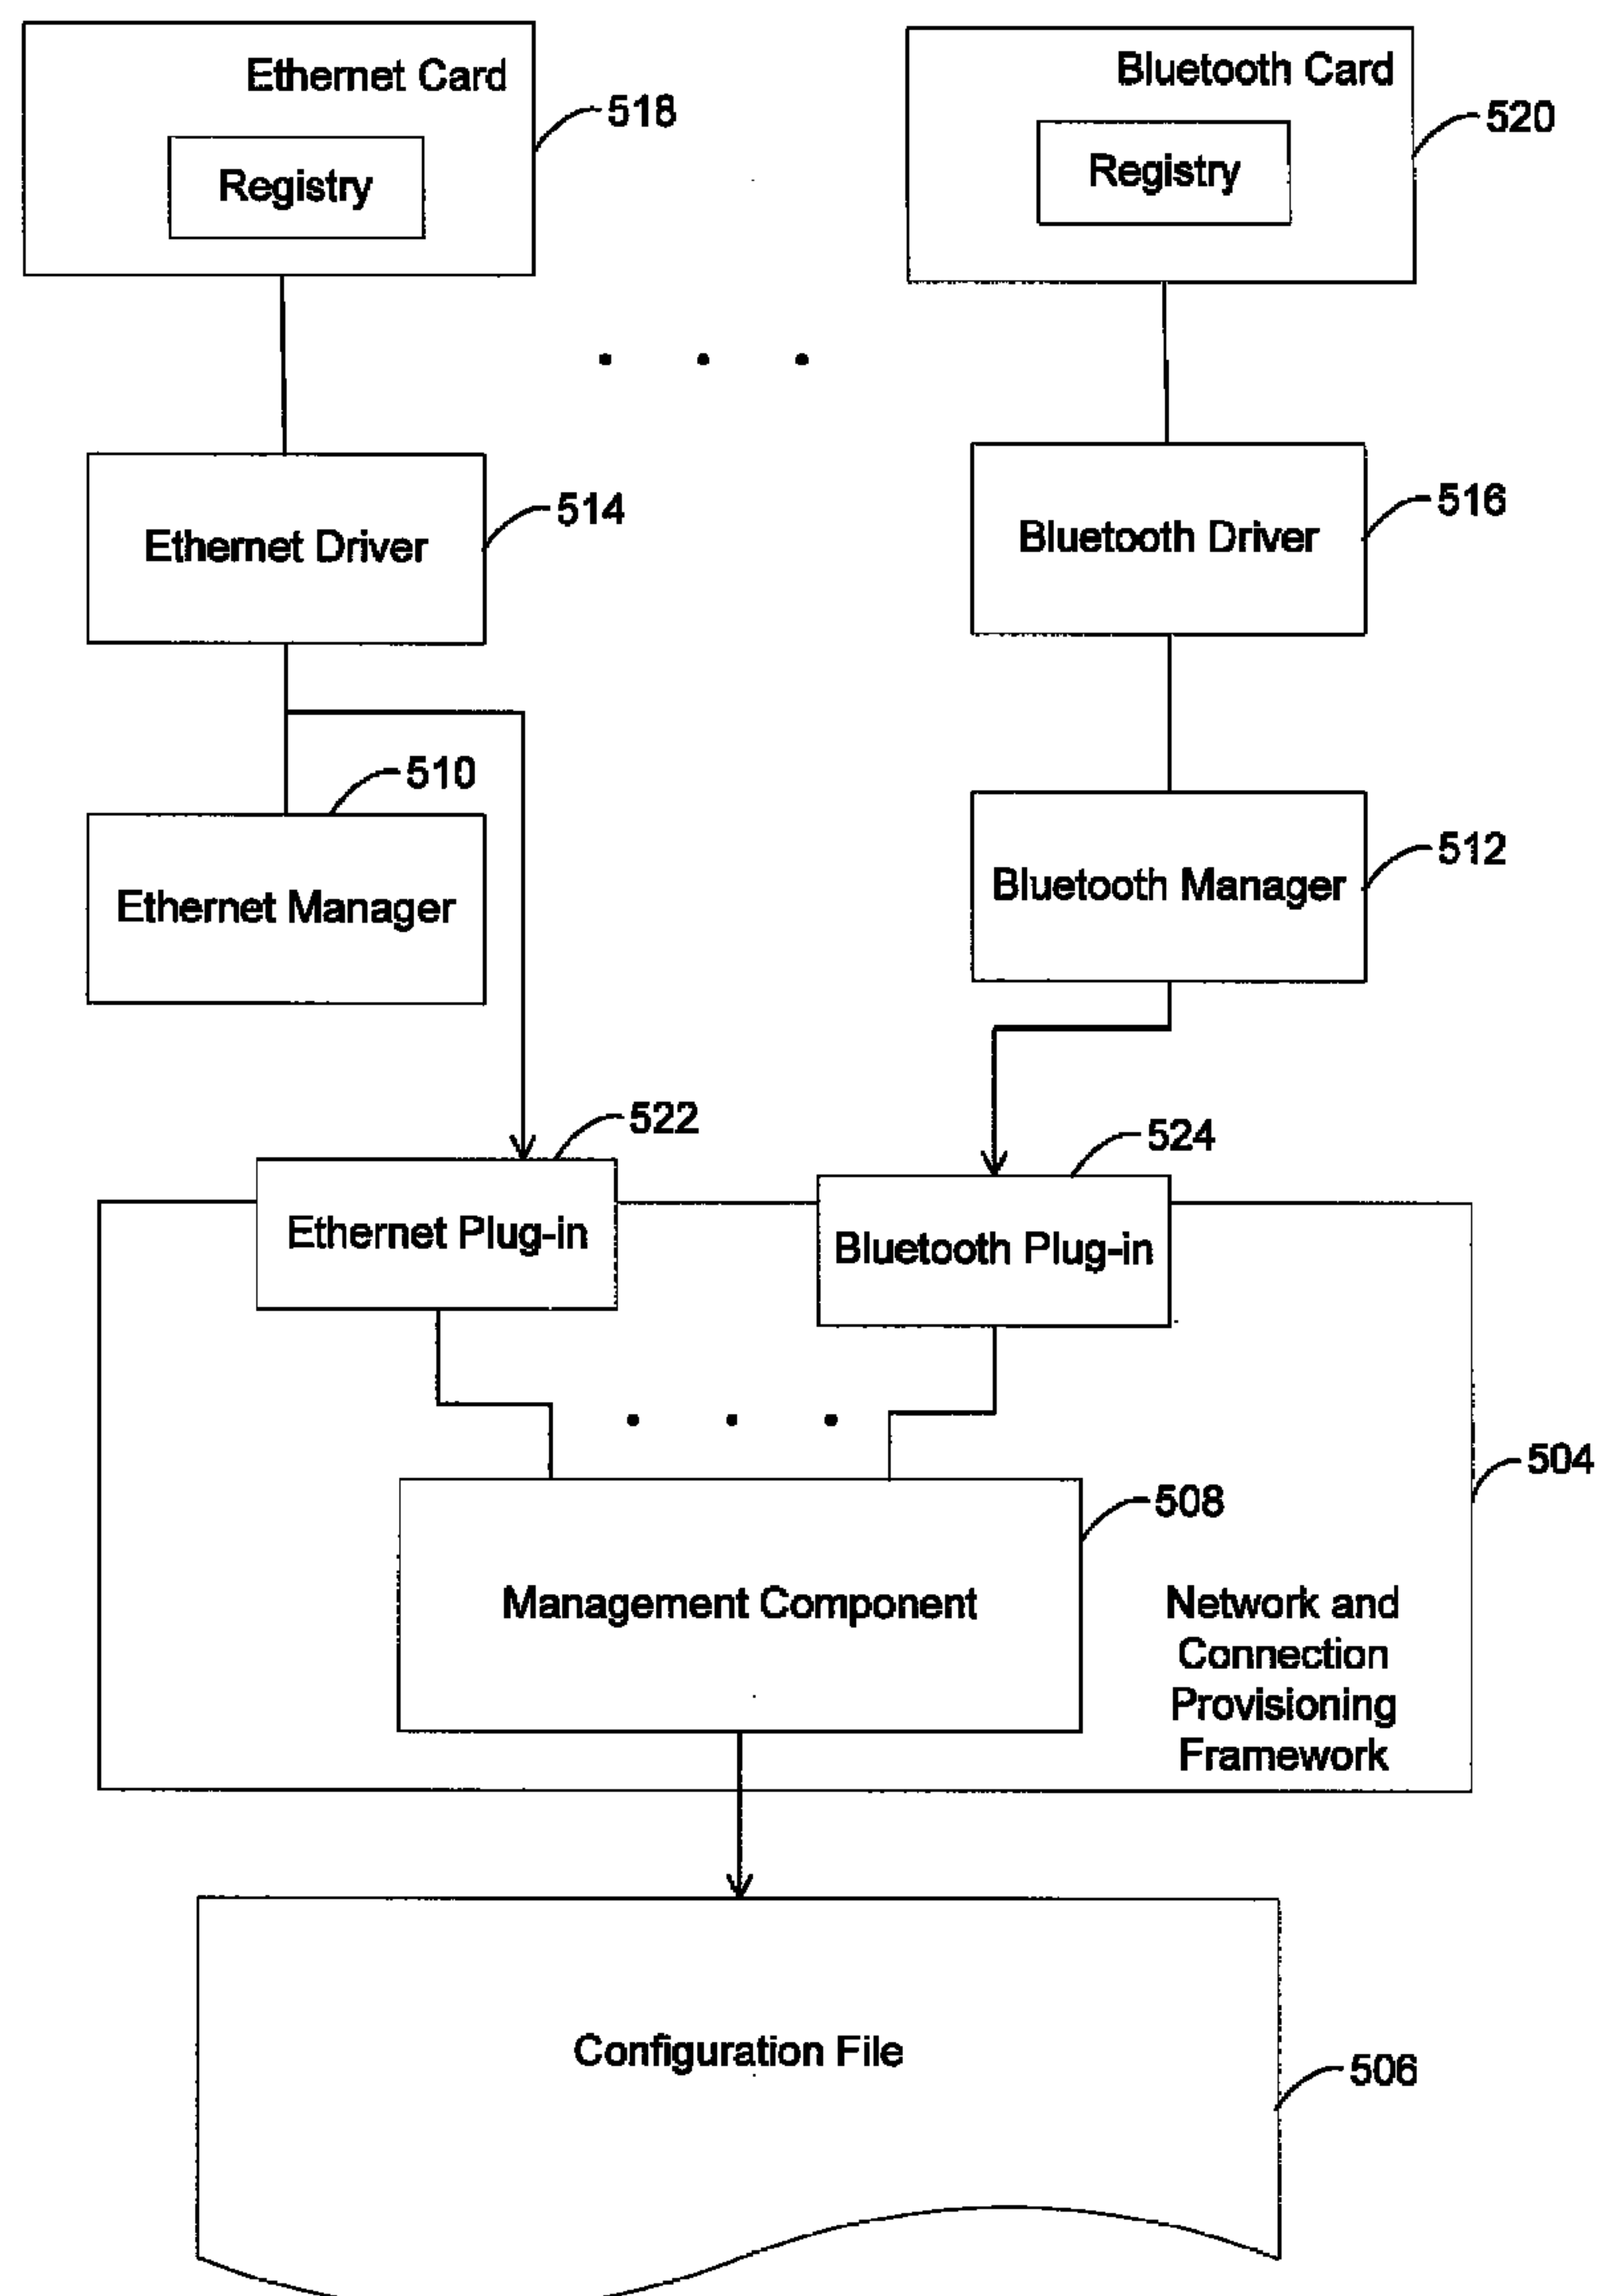 Ethernet Card
518
Registry
Bluetooth Card
520
Registry
Ethernet Driver
514
Bluetooth Driver
516
510
Ethernet Manager
Bluetooth Manager
512
522
Ethernet Plug-in
524
Bluetooth Plug-in
504
508
Management Component
Network and
Connection
Provisioning
Framework
Configuration File
506